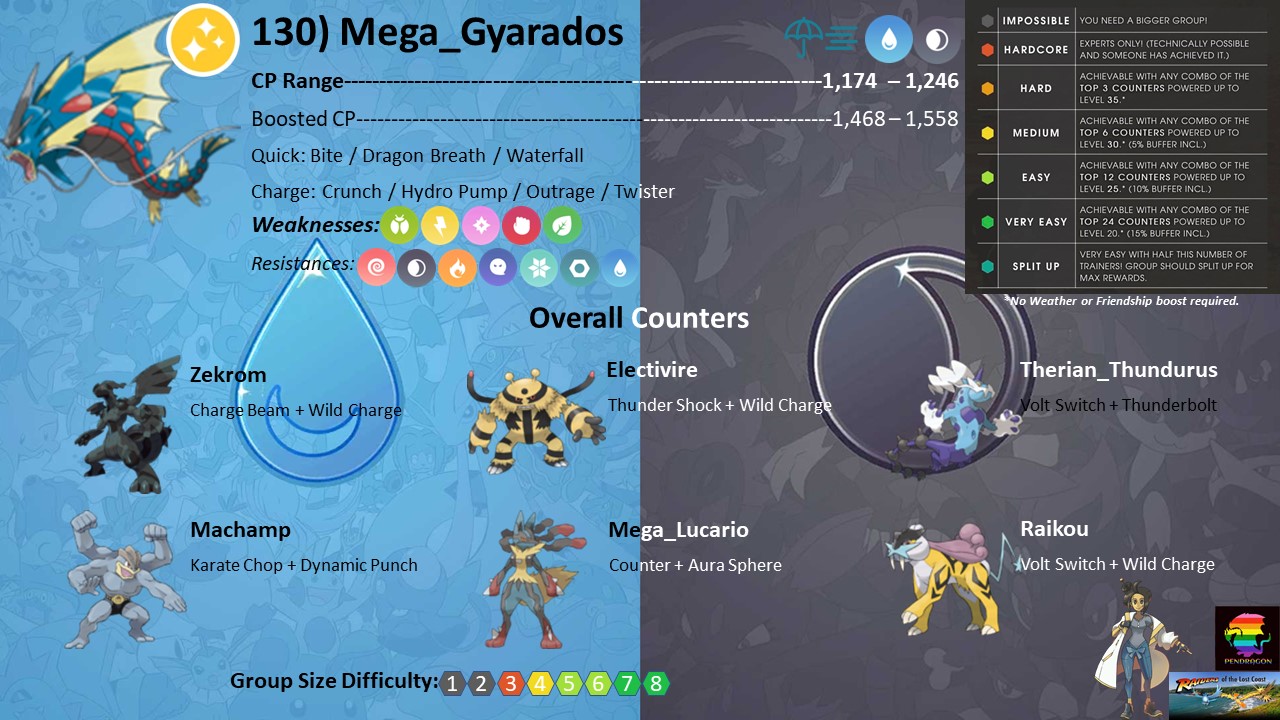 130) Mega_Gyarados
CP Range---1,174 – 1,246
Boosted CP---1,468 – 1,558
Quick: Bite / Dragon Breath / Waterfall
Charge: Crunch / Hydro Pump / Outrage / Twister
Weaknesses:
Resistances:
IMPOSSIBLE YOU NEED A BIGGER GROUP!
HARDCORE EXPERTS ONLY! (TECHNICALLY POSSIBLE
AND SOMEONE HAS ACHIEVED IT.)
HARD ACHIEVABLE WITH ANY COMBO OF THE
TOP 3 COUNTERS POWERED UP TO
LEVEL 35.*
MEDIUM ACHIEVABLE WITH ANY COMBO OF THE
TOP 6 COUNTERS POWERED UP TO
LEVEL 30.* (5% BUFFER INCL.)
EASY ACHIEVABLE WITH ANY COMBO OF THE
TOP 12 COUNTERS POWERED UP TO
LEVEL 25.* (10% BUFFER INCL.)
VERY EASY ACHIEVABLE WITH ANY COMBO OF THE
TOP 24 COUNTERS POWERED UP TO
LEVEL 20.* (15% BUFFER INCL.)
SPLIT UP VERY EASY WITH HALF THIS NUMBER OF
TRAINERS! GROUP SHOULD SPLIT UP FOR
MAX REWARDS.
*No Weather or Friendship boost required.
Overall Counters
Zekrom
Charge Beam + Wild Charge
Electivire
Thunder Shock + Wild Charge
Therian_Thundurus
Volt Switch + Thunderbolt
Machamp
Karate Chop + Dynamic Punch
Mega_Lucario
Counter + Aura Sphere
Raikou
Volt Switch + Wild Charge
Group Size Difficulty: 1 2 3 4 5 6 7 8
PENDRAGON
RAIDERS of the Lost Coast